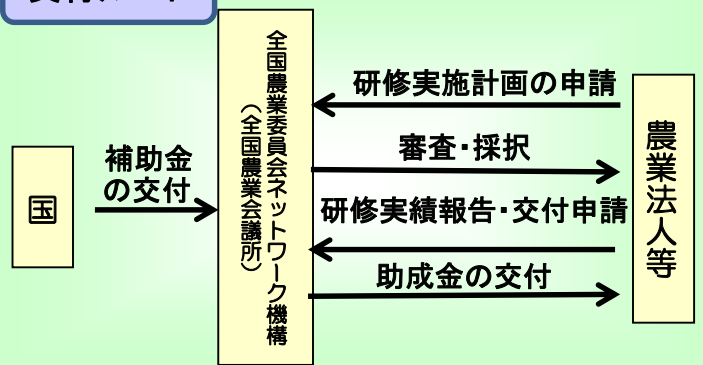 国
補助金
の交付
全国農業委員会ネットワーク機構
（全国農業会議所）
研修実施計画の申請
審査・採択
研修実績報告・交付申請
助成金の交付
農業法人等